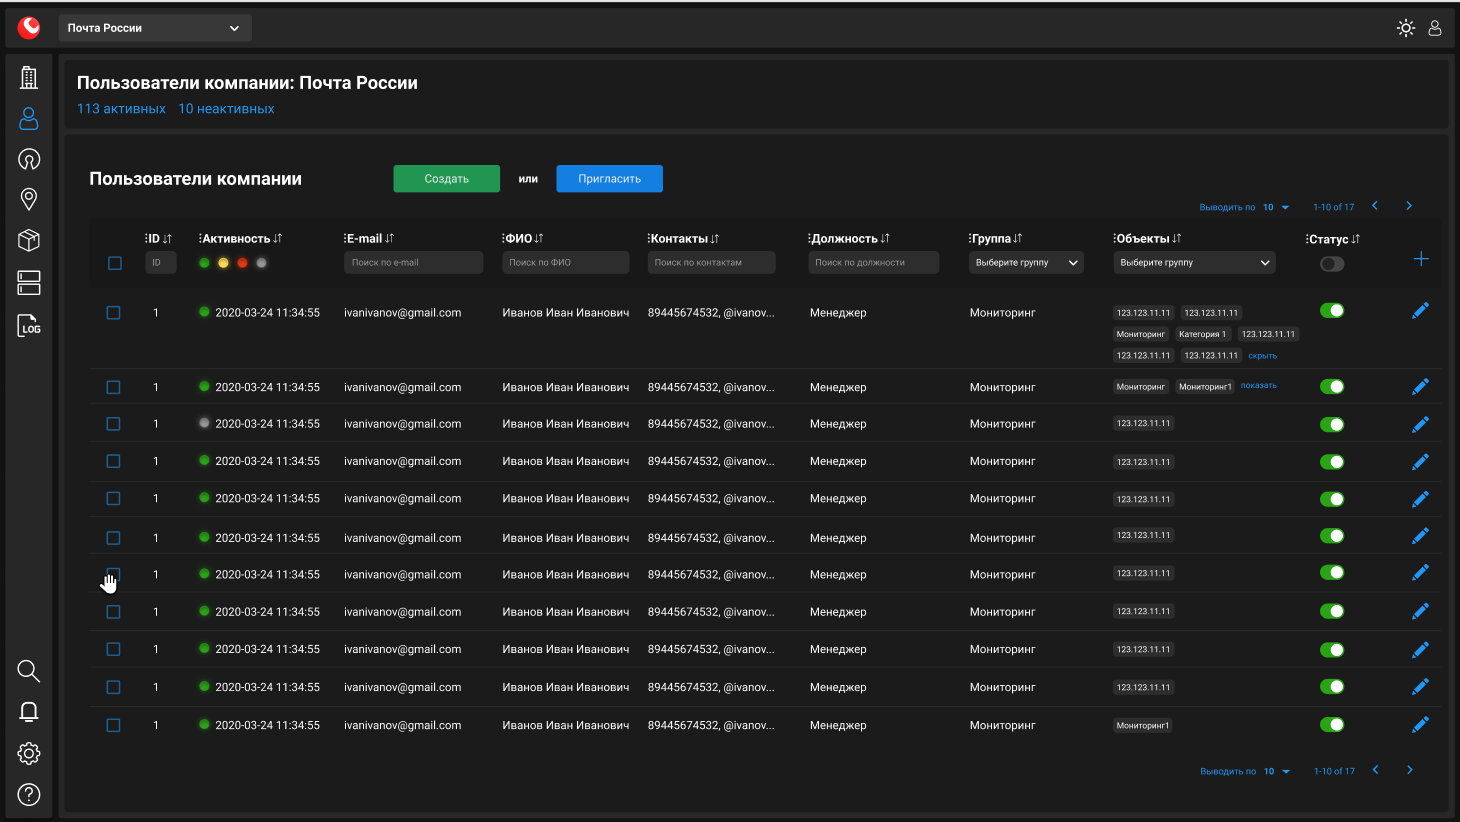 Почта России
Пользователи компании: Почта России
113 активных 10 неактивных
Пользователи компании Создать или Пригласить
Выводить по 10 1-10 of 17
ID Активность E-mail ФИО Контакты Должность Группа Объекты Статус
ID Поиск по e-mail Поиск по ФИО Поиск по контактам Поиск по должности Выберите группу Выберите группу
1 2020-03-24 11:34:55 ivanivanov@gmail.com Иванов Иван Иванович 89445674532, @ivanov... Менеджер Мониторинг 123.123.11.11 123.123.11.11
Мониторинг Категория 1 123.123.11.11
123.123.11.11 123.123.11.11 скрыть
1 2020-03-24 11:34:55 ivanivanov@gmail.com Иванов Иван Иванович 89445674532, @ivanov... Менеджер Мониторинг Мониторинг Мониторинг1 показать
1 2020-03-24 11:34:55 ivanivanov@gmail.com Иванов Иван Иванович 89445674532, @ivanov... Менеджер Мониторинг 123.123.11.11
1 2020-03-24 11:34:55 ivanivanov@gmail.com Иванов Иван Иванович 89445674532, @ivanov... Менеджер Мониторинг 123.123.11.11
LOG
1 2020-03-24 11:34:55 ivanivanov@gmail.com Иванов Иван Иванович 89445674532, @ivanov... Менеджер Мониторинг 123.123.11.11
1 2020-03-24 11:34:55 ivanivanov@gmail.com Иванов Иван Иванович 89445674532, @ivanov... Менеджер Мониторинг 123.123.11.11
1 2020-03-24 11:34:55 ivanivanov@gmail.com Иванов Иван Иванович 89445674532, @ivanov... Менеджер Мониторинг 123.123.11.11
1 2020-03-24 11:34:55 ivanivanov@gmail.com Иванов Иван Иванович 89445674532, @ivanov... Менеджер Мониторинг 123.123.11.11
1 2020-03-24 11:34:55 ivanivanov@gmail.com Иванов Иван Иванович 89445674532, @ivanov... Менеджер Мониторинг 123.123.11.11
1 2020-03-24 11:34:55 ivanivanov@gmail.com Иванов Иван Иванович 89445674532, @ivanov... Менеджер Мониторинг 123.123.11.11
1 2020-03-24 11:34:55 ivanivanov@gmail.com Иванов Иван Иванович 89445674532, @ivanov... Менеджер Мониторинг Мониторинг1
Выводить по 10 1-10 of 17